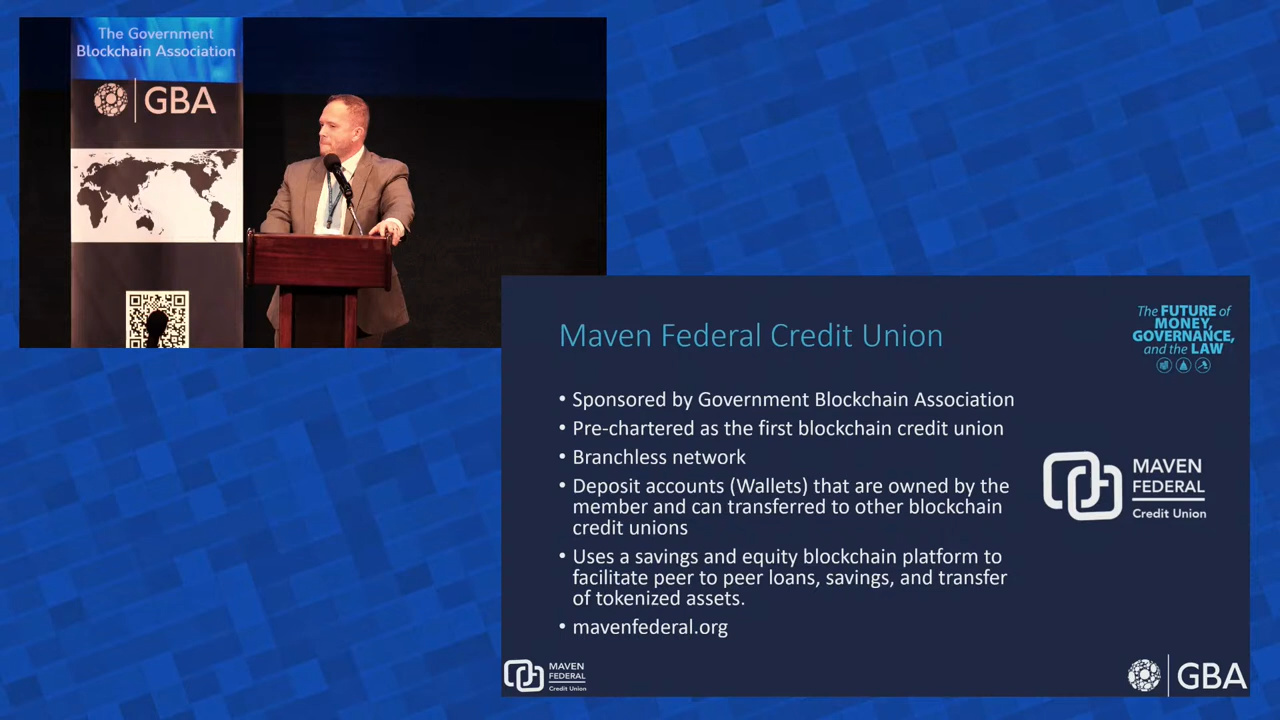 The Government
Blockchain Association
GBA
Maven Federal Credit Union
The FUTURE of
MONEY,
GOVERNANCE,
and the LAW
• Sponsored by Government Blockchain Association
• Pre-chartered as the first blockchain credit union
• Branchless network
• Deposit accounts (Wallets) that are owned by the
member and can transferred to other blockchain
credit unions
• Uses a savings and equity blockchain platform to
facilitate peer to peer loans, savings, and transfer
of tokenized assets.
• mavenfederal.org
MAVEN
FEDERAL
Credit Union
MAVEN
FEDERAL
Credit Union
GBA